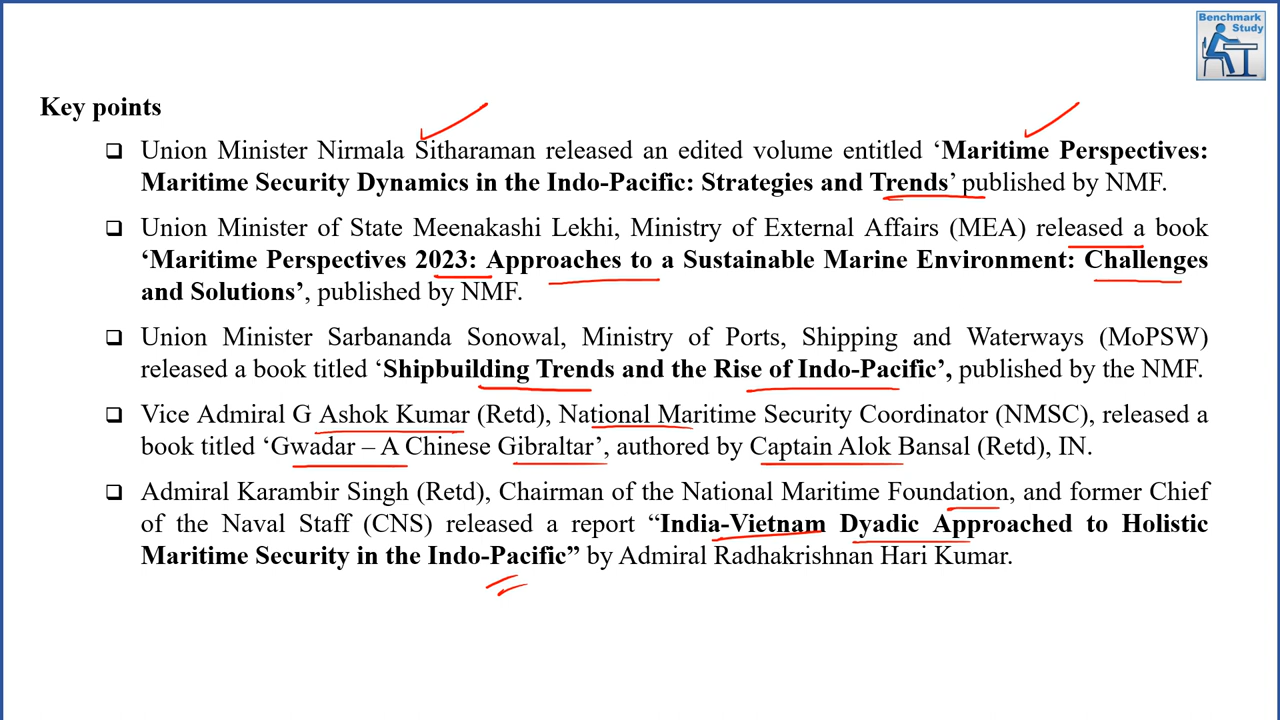 Benchmark
Study
Key points
❑ Union Minister Nirmala Sitharaman released an edited volume entitled ‘Maritime Perspectives:
Maritime Security Dynamics in the Indo-Pacific: Strategies and Trends’ published by NMF.
❑ Union Minister of State Meenakashi Lekhi, Ministry of External Affairs (MEA) released a book
‘Maritime Perspectives 2023: Approaches to a Sustainable Marine Environment: Challenges
and Solutions’, published by NMF.
❑ Union Minister Sarbananda Sonowal, Ministry of Ports, Shipping and Waterways (MoPSW)
released a book titled ‘Shipbuilding Trends and the Rise of Indo-Pacific’, published by the NMF.
❑ Vice Admiral G Ashok Kumar (Retd), National Maritime Security Coordinator (NMSC), released a
book titled ‘Gwadar – A Chinese Gibraltar’, authored by Captain Alok Bansal (Retd), IN.
❑ Admiral Karambir Singh (Retd), Chairman of the National Maritime Foundation, and former Chief
of the Naval Staff (CNS) released a report “India-Vietnam Dyadic Approached to Holistic
Maritime Security in the Indo-Pacific” by Admiral Radhakrishnan Hari Kumar.